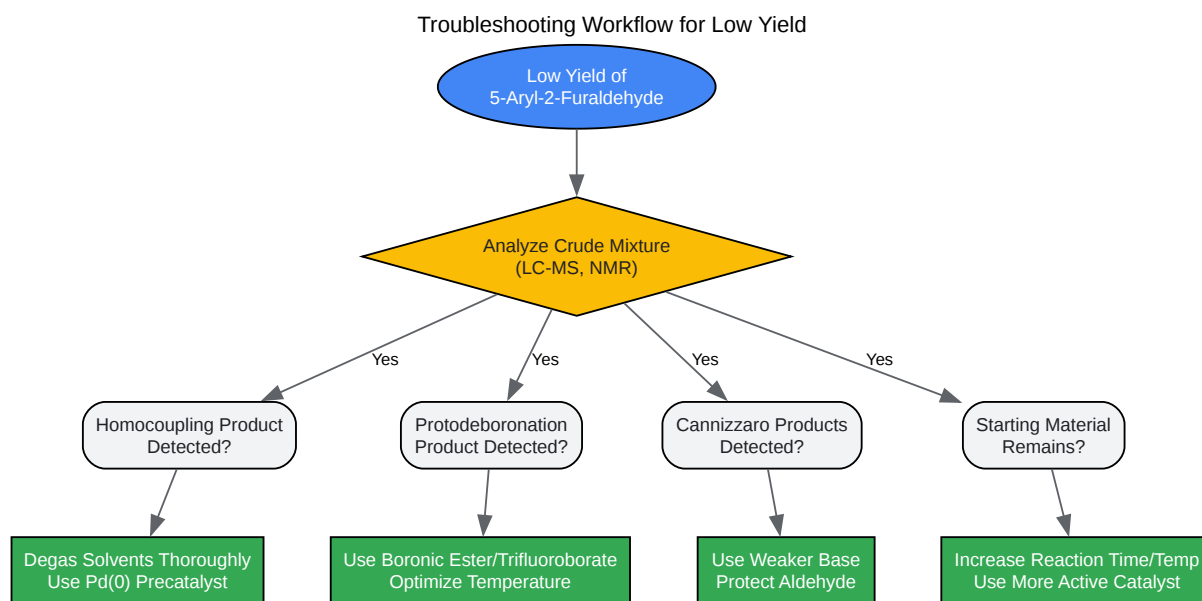 Troubleshooting Workflow for Low Yield
Low Yield of
5-Aryl-2-Furaldehyde
Analyze Crude Mixture
(LC-MS, NMR)
Yes
Yes
Yes
Yes
Homocoupling Product
Detected?
Protodeboronation
Product Detected?
Cannizzaro Products
Detected?
Starting Material
Remains?
Degas Solvents Thoroughly
Use Pd(0) Precatalyst
Use Boronic Ester/Trifluoroborate
Optimize Temperature
Use Weaker Base
Protect Aldehyde
Increase Reaction Time/Temp
Use More Active Catalyst